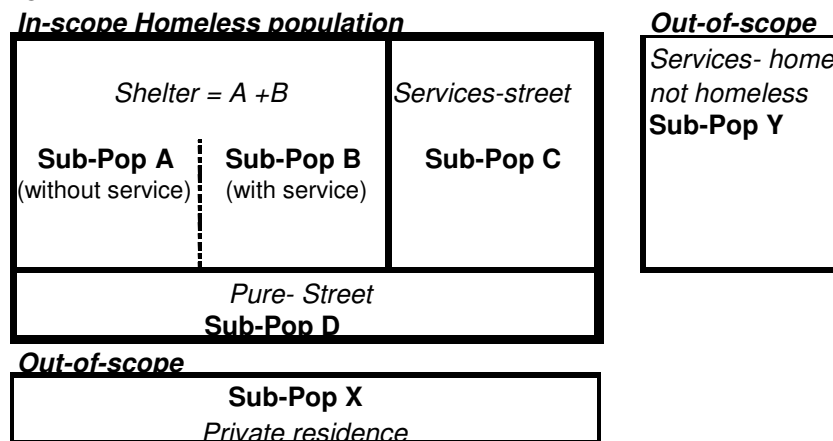 In-scope Homeless population
Shelter = A +B
Services-street
Sub-Pop A
Sub-Pop B
Sub-Pop C
(without service)
(with service)
Pure- Street
Sub-Pop D
Out-of-scope
Services- home
not homeless
Sub-Pop Y
Out-of-scope
Sub-Pop X
Private residence